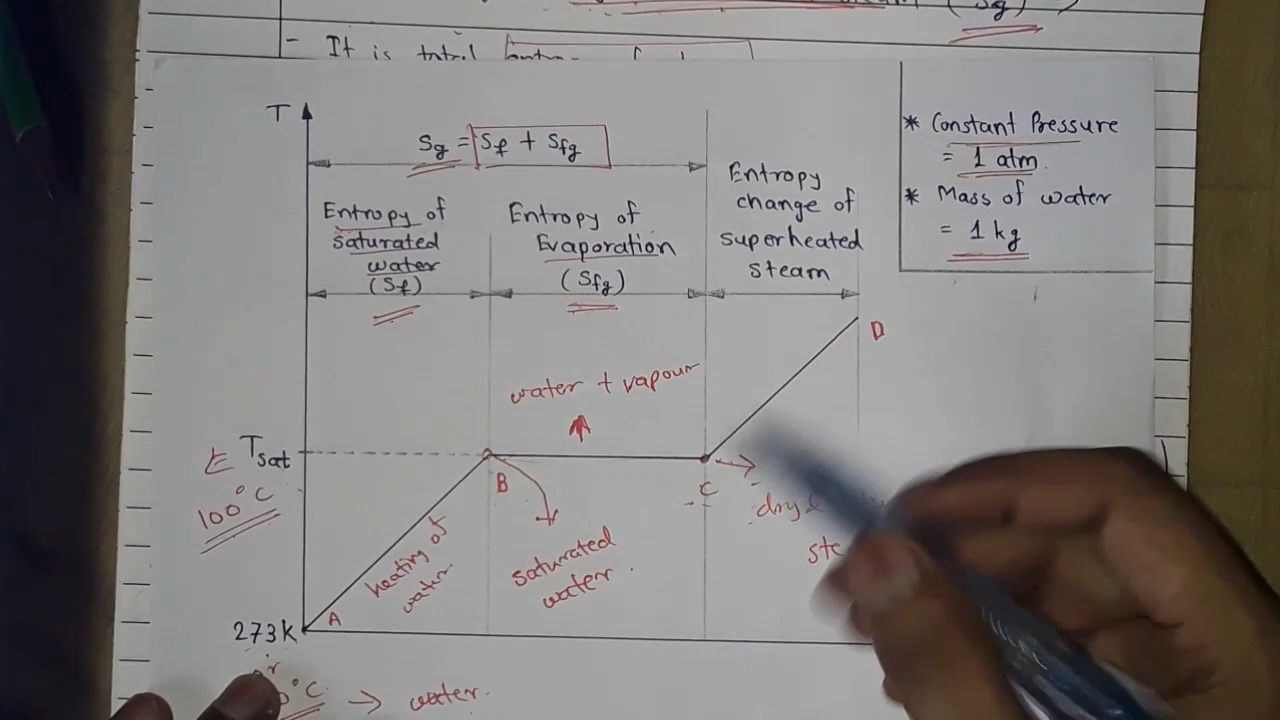 (Sg)
- It is total
T
Sg = Sf + Sfg
Entropy of
saturated
water
(Sf)
Entropy of
Evaporation
(Sfg)
Entropy
change of
superheated
steam
* Constant Pressure
= 1 atm.
* Mass of water
= 1 kg
D
water + vapour
Tsat
100°C
B
C
heating of
water
saturated
water.
dry &
273K
A
°C → water.